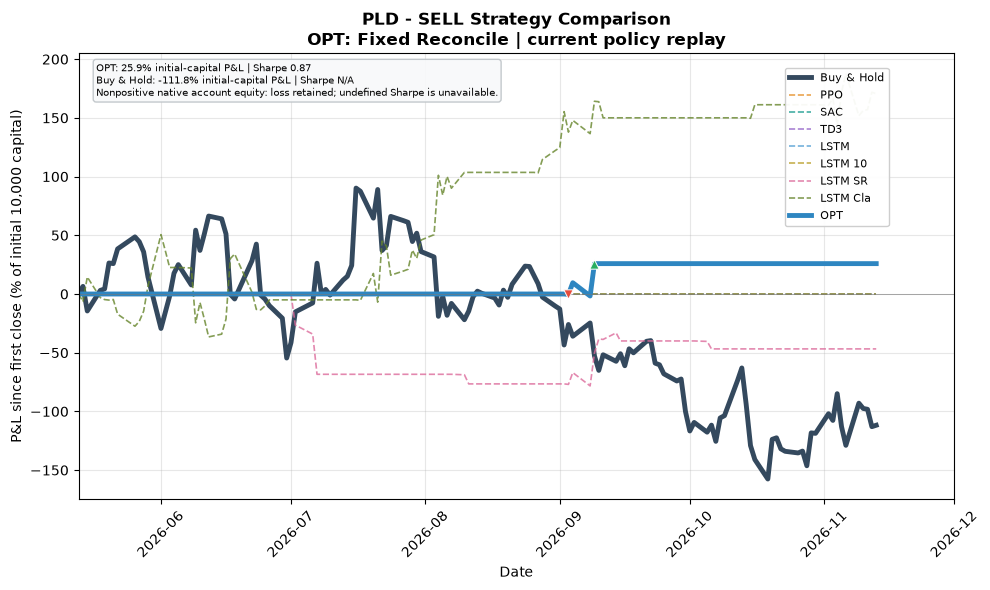 PLD - SELL Strategy Comparison
OPT: Fixed Reconcile | current policy replay
OPT: 25.9% initial-capital P&L | Sharpe 0.87
Buy & Hold: -111.8% initial-capital P&L | Sharpe N/A
Nonpositive native account equity: loss retained; undefined Sharpe is unavailable.
Buy & Hold
PPO
SAC
TD3
LSTM
LSTM 10
LSTM SR
LSTM Cla
OPT
P&L since first close (% of initial 10,000 capital)
200
150
100
50
0
−50
−100
−150
2026-06
2026-07
2026-08
2026-09
2026-10
2026-11
2026-12
Date